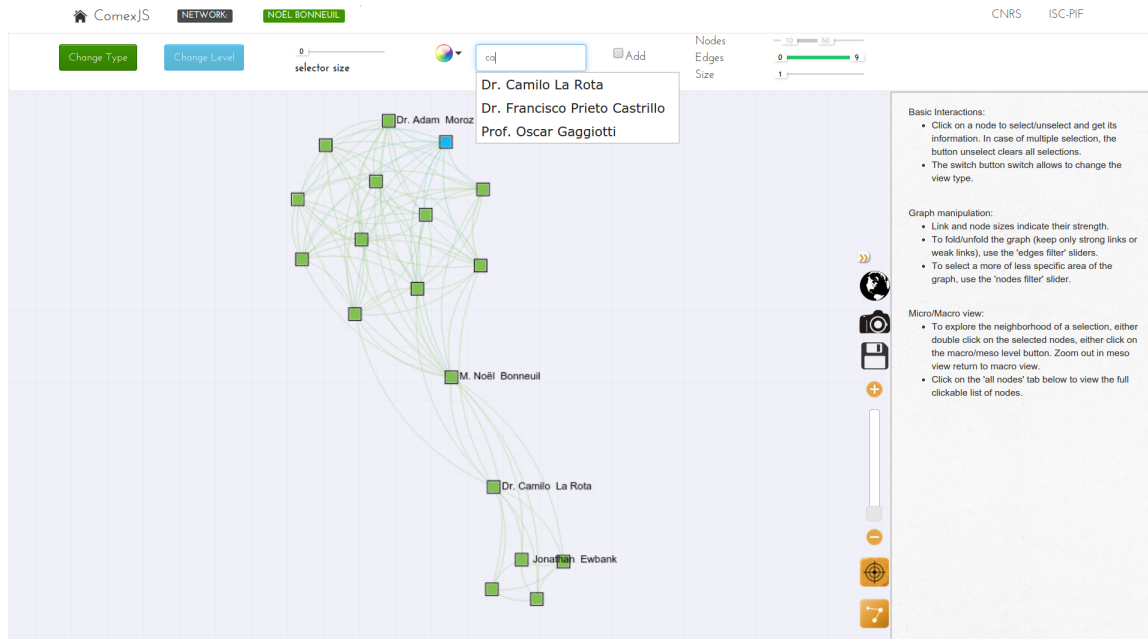 ComexJS
NETWORK:
NOËL BONNEUIL
CNRS
ISC-PIF
Change Type
Change Level
0
selector size
ca
Add
Nodes
10
60
Edges
0
9
Size
1
Dr. Camilo La Rota
Dr. Francisco Prieto Castrillo
Prof. Oscar Gaggiotti
Dr. Adam Moroz
M. Noël Bonneuil
Dr. Camilo La Rota
Jonathan Ewbank
Basic Interactions:
• Click on a node to select/unselect and get its
information. In case of multiple selection, the
button unselect clears all selections.
• The switch button switch allows to change the
view type.
Graph manipulation:
• Link and node sizes indicate their strength.
• To fold/unfold the graph (keep only strong links or
weak links), use the 'edges filter' sliders.
• To select a more of less specific area of the
graph, use the 'nodes filter' slider.
Micro/Macro view:
• To explore the neighborhood of a selection, either
double click on the selected nodes, either click on
the macro/meso level button. Zoom out in meso
view return to macro view.
• Click on the 'all nodes' tab below to view the full
clickable list of nodes.